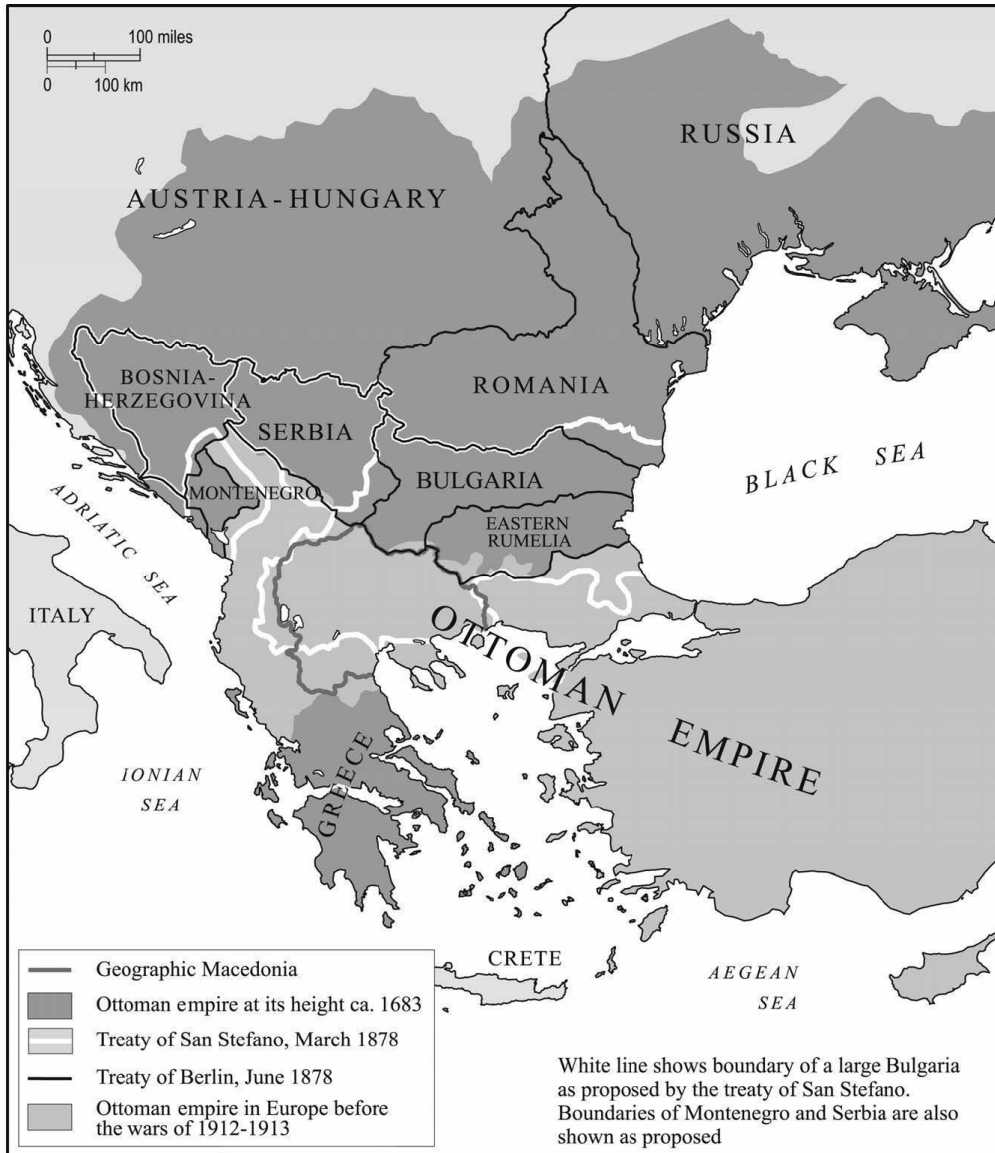 0 100 miles
0 100 km
RUSSIA
AUSTRIA-HUNGARY
BOSNIA-
HERZEGOVINA
ROMANIA
SERBIA
BLACK SEA
MONTENEGRO
BULGARIA
EASTERN
RUMELIA
ADRIATIC SEA
ITALY
OTTOMAN EMPIRE
IONIAN
SEA
GREECE
CRETE
AEGEAN
SEA
Geographic Macedonia
Ottoman empire at its height ca. 1683
Treaty of San Stefano, March 1878
Treaty of Berlin, June 1878
Ottoman empire in Europe before
the wars of 1912-1913
White line shows boundary of a large Bulgaria
as proposed by the treaty of San Stefano.
Boundaries of Montenegro and Serbia are also
shown as proposed